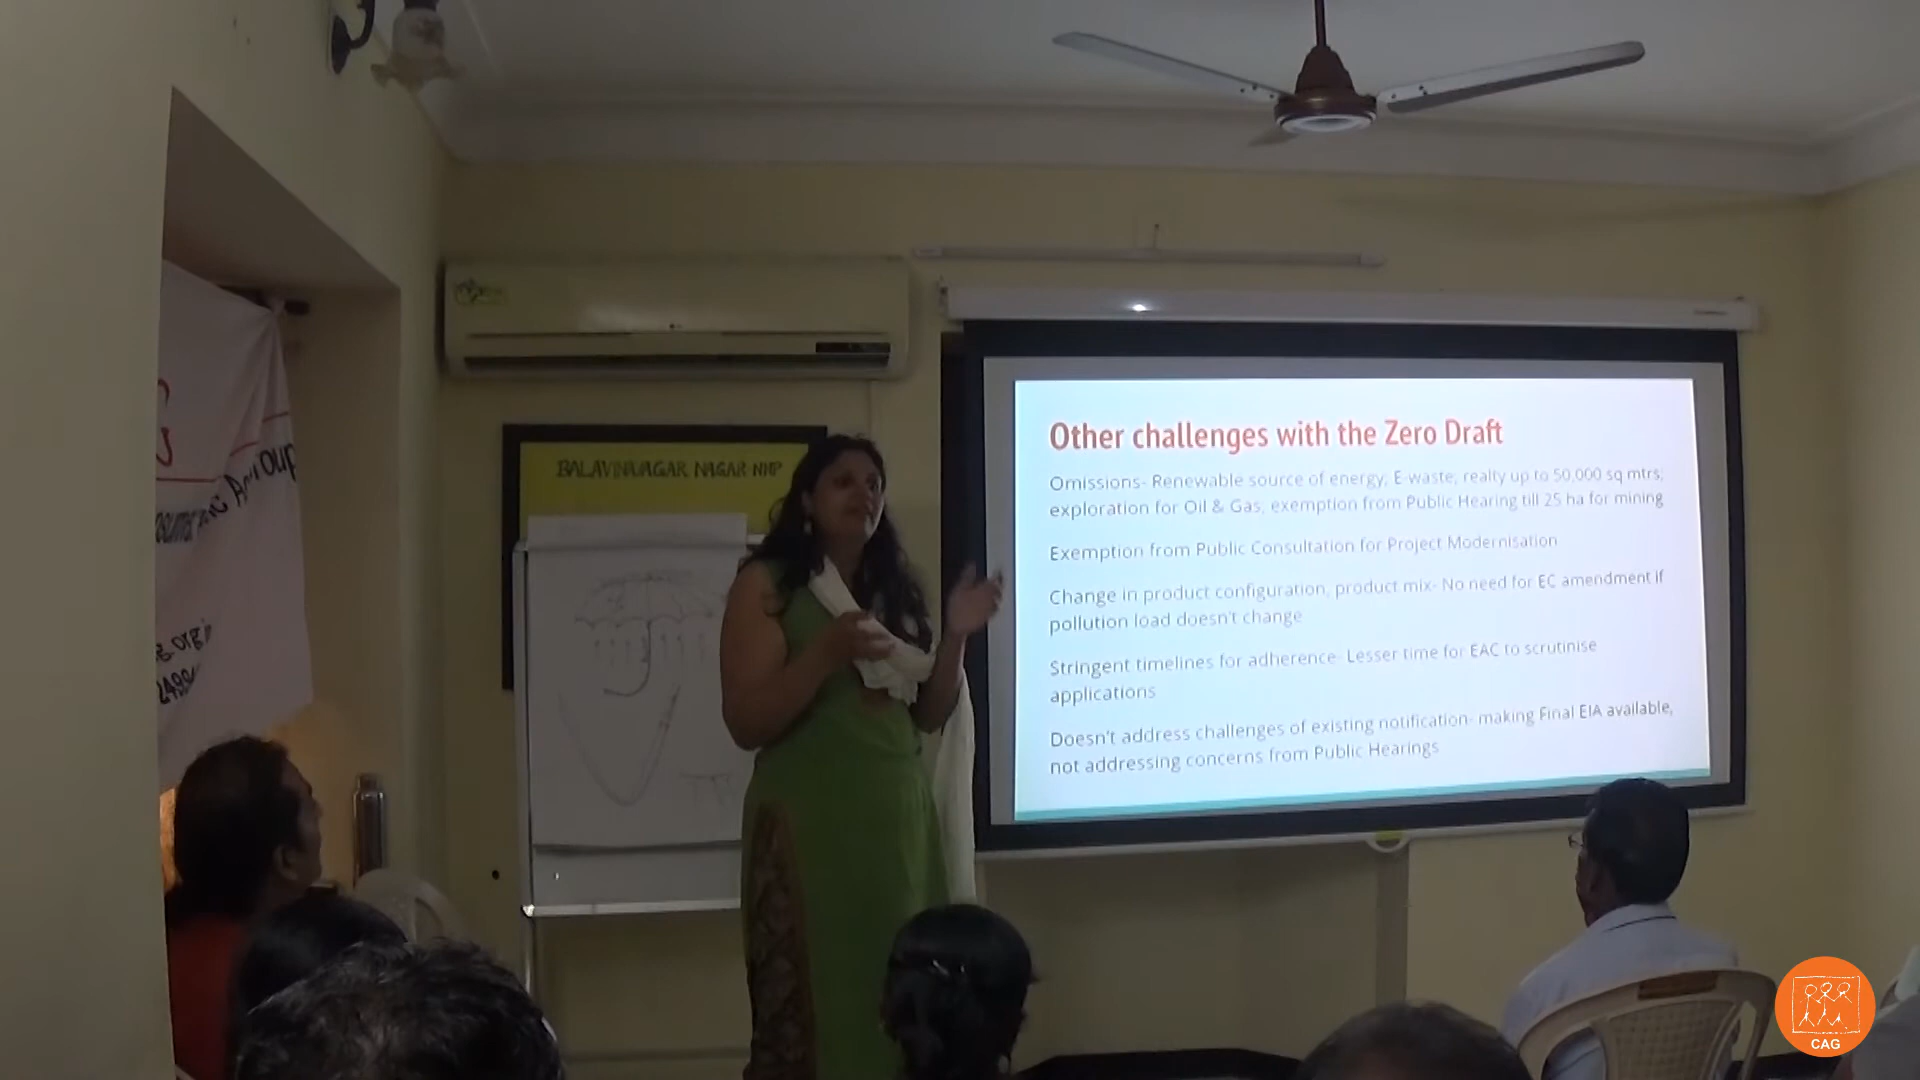 BALAVINAYAGAR NAGAR NHP
Other challenges with the Zero Draft
Omissions- Renewable source of energy; E-waste; realty up to 50,000 sq mtrs;
exploration for Oil & Gas; exemption from Public Hearing till 25 ha for mining
Exemption from Public Consultation for Project Modernisation
Change in product configuration, product mix- No need for EC amendment if
pollution load doesn't change
Stringent timelines for adherence- Lesser time for EAC to scrutinise
applications
Doesn't address challenges of existing notification- making Final EIA available,
not addressing concerns from Public Hearings
CAG